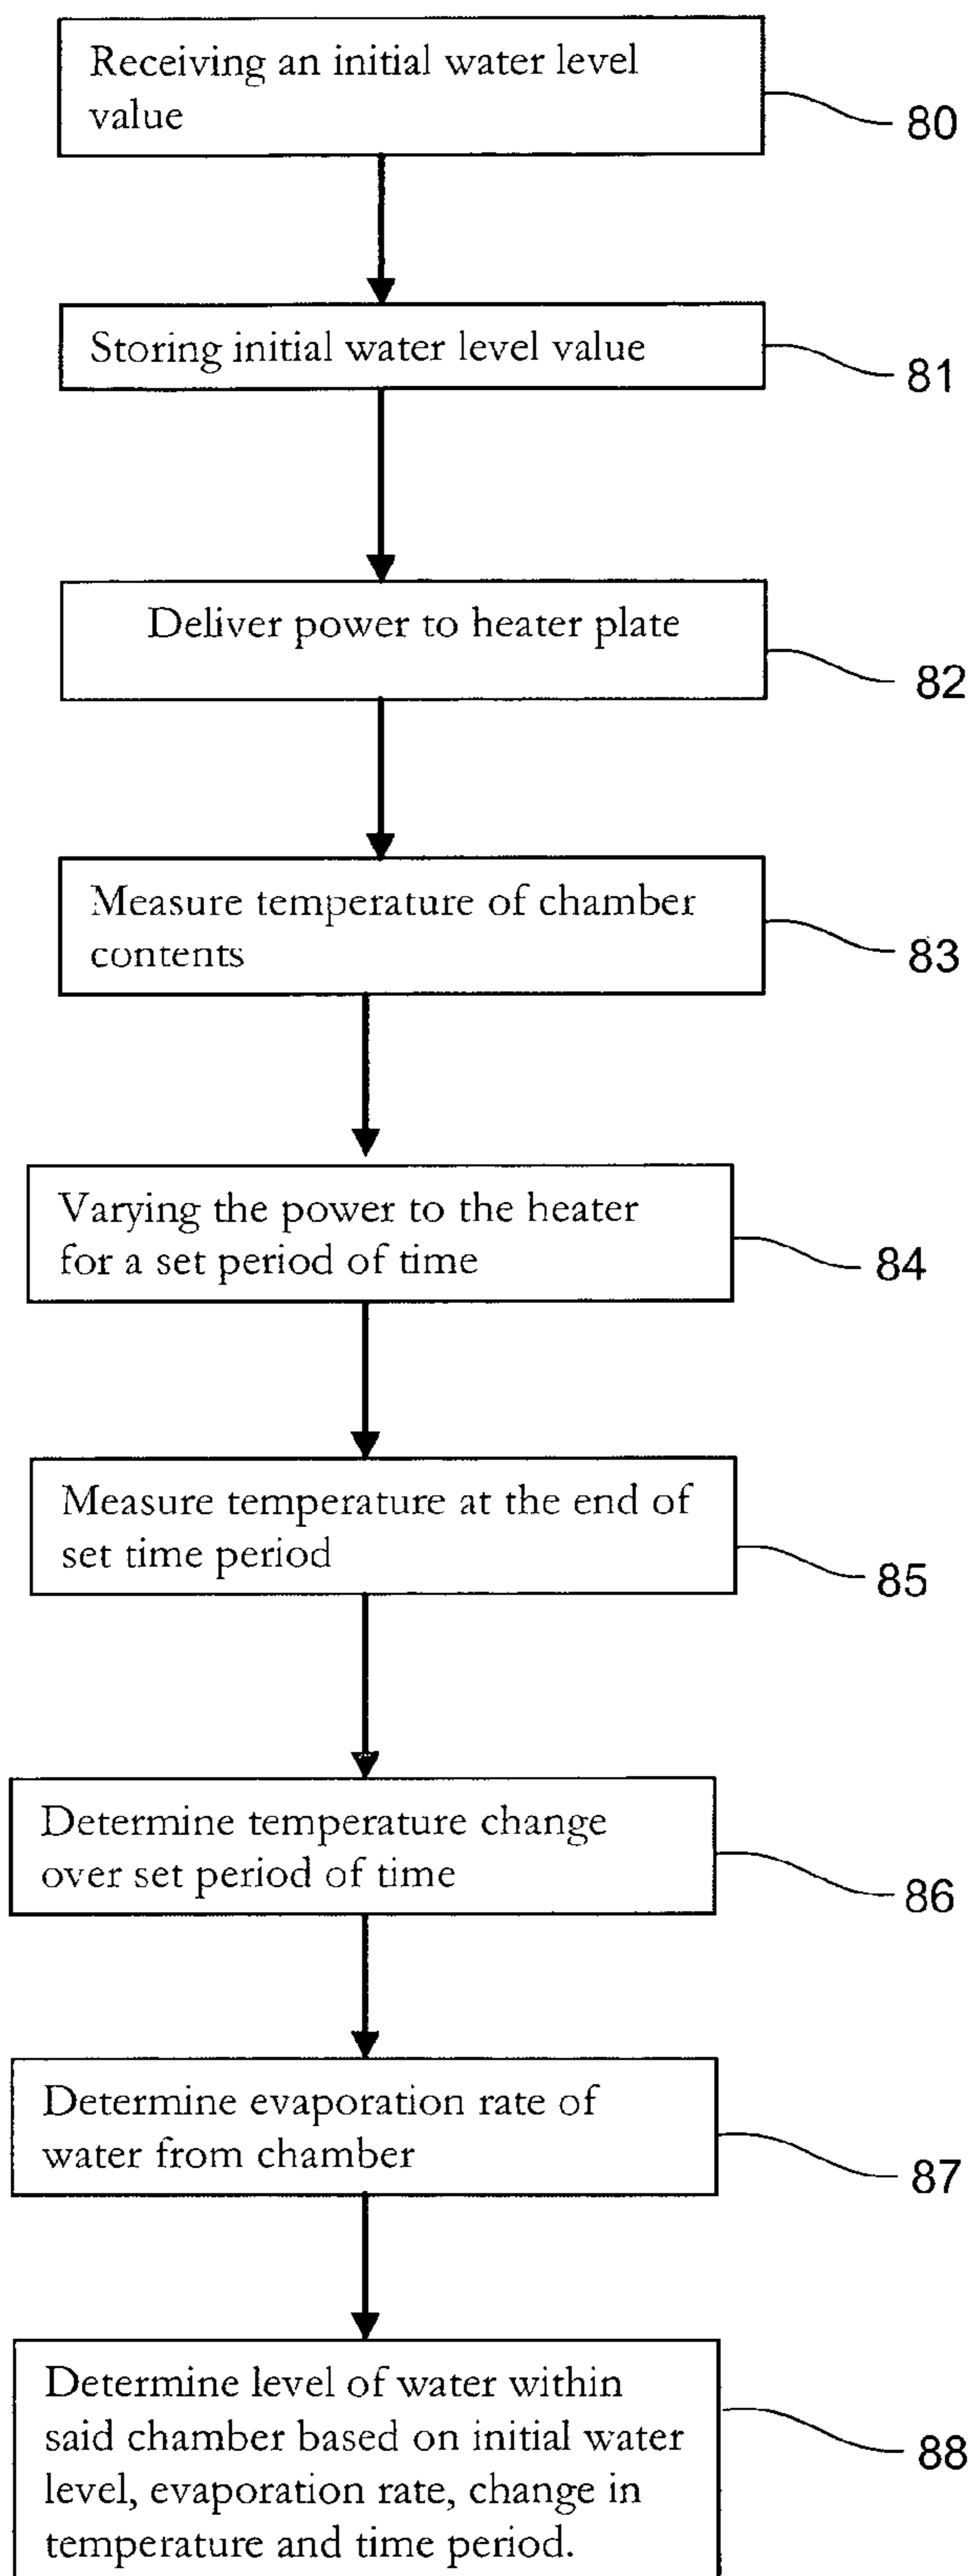 Receiving an initial water level
value
80
Storing initial water level value
81
Deliver power to heater plate
82
Measure temperature of chamber
contents
83
Varying the power to the heater
for a set period of time
84
Measure temperature at the end of
set time period
85
Determine temperature change
over set period of time
86
Determine evaporation rate of
water from chamber
87
Determine level of water within
said chamber based on initial water
level, evaporation rate, change in
temperature and time period.
88